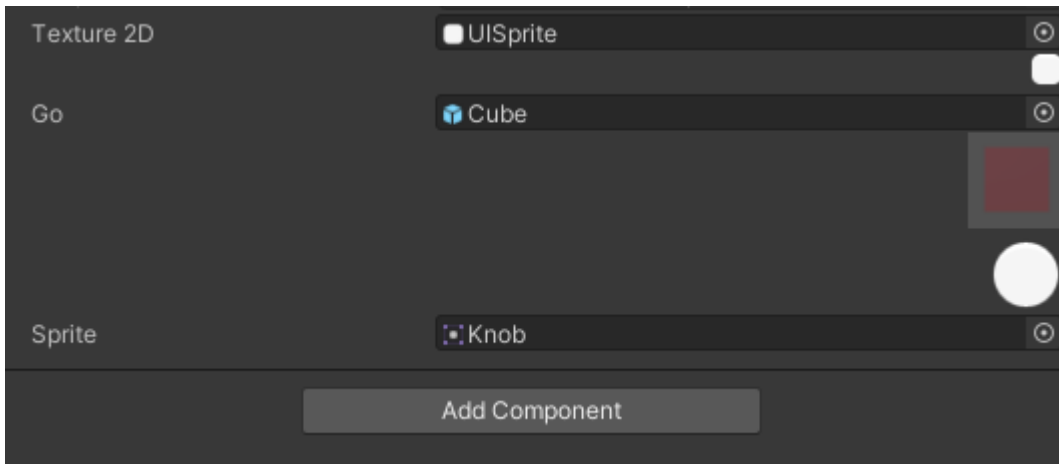 Texture 2D UISprite
Go Cube
Sprite Knob
Add Component